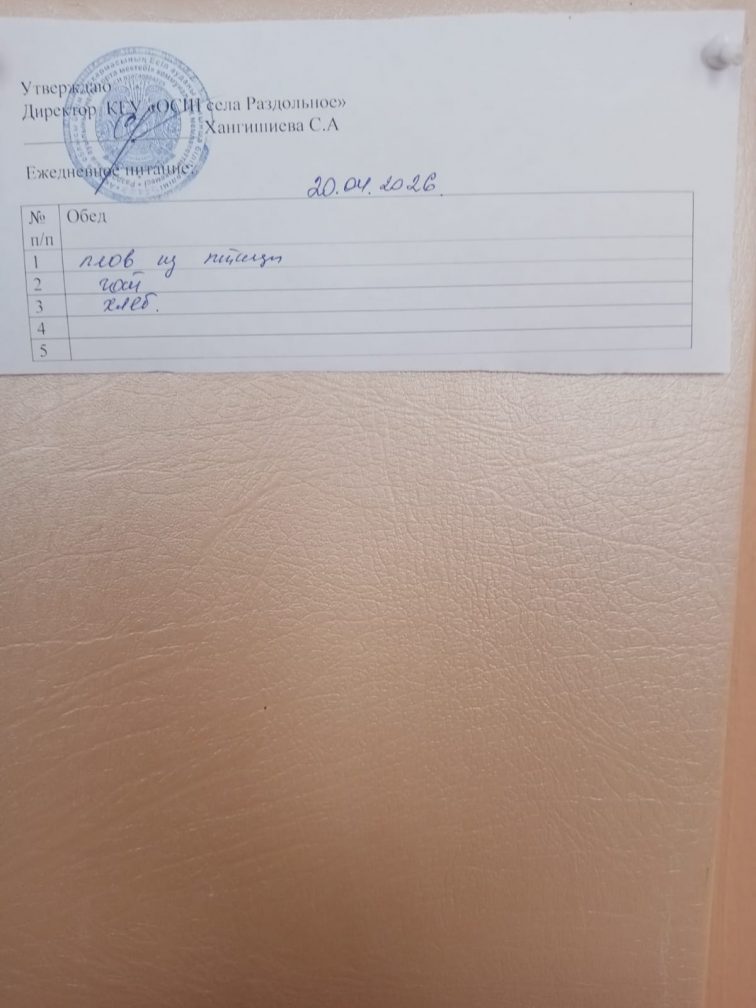 Утверждаю
Директор КГУ «ОСШ села Раздольное»
Хангишиева С.А
Ежедневное питание:
20.04.2026
№ п/п Обед
1 плов из птицы
2 чай
3 хлеб.
4
5